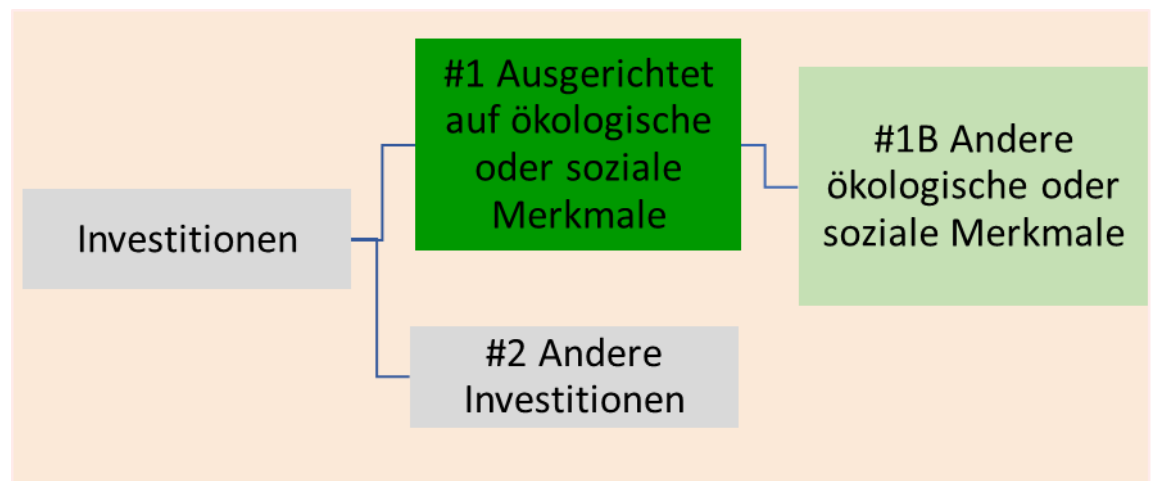 Investitionen
#1 Ausgerichtet
auf ökologische
oder soziale
Merkmale
#1B Andere
ökologische oder
soziale Merkmale
#2 Andere
Investitionen